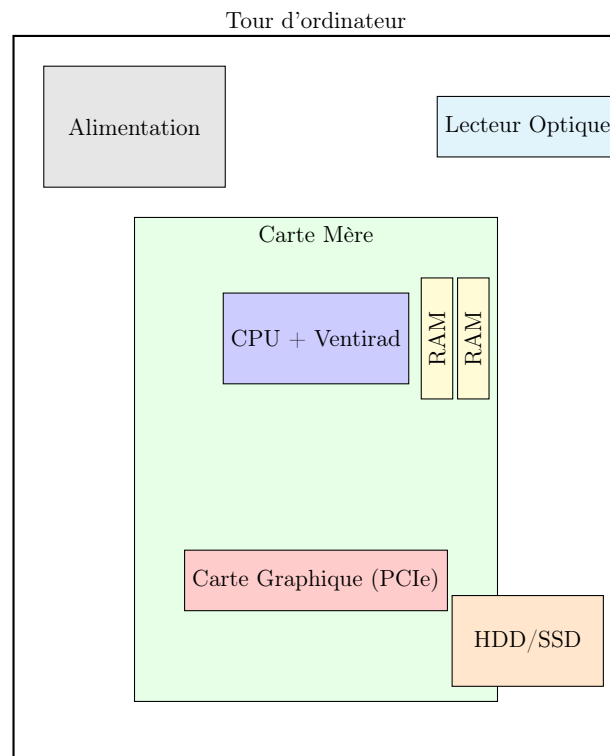 Tour d'ordinateur
Alimentation
Lecteur Optique
Carte Mère
CPU + Ventirad
RAM
RAM
Carte Graphique (PCIe)
HDD/SSD